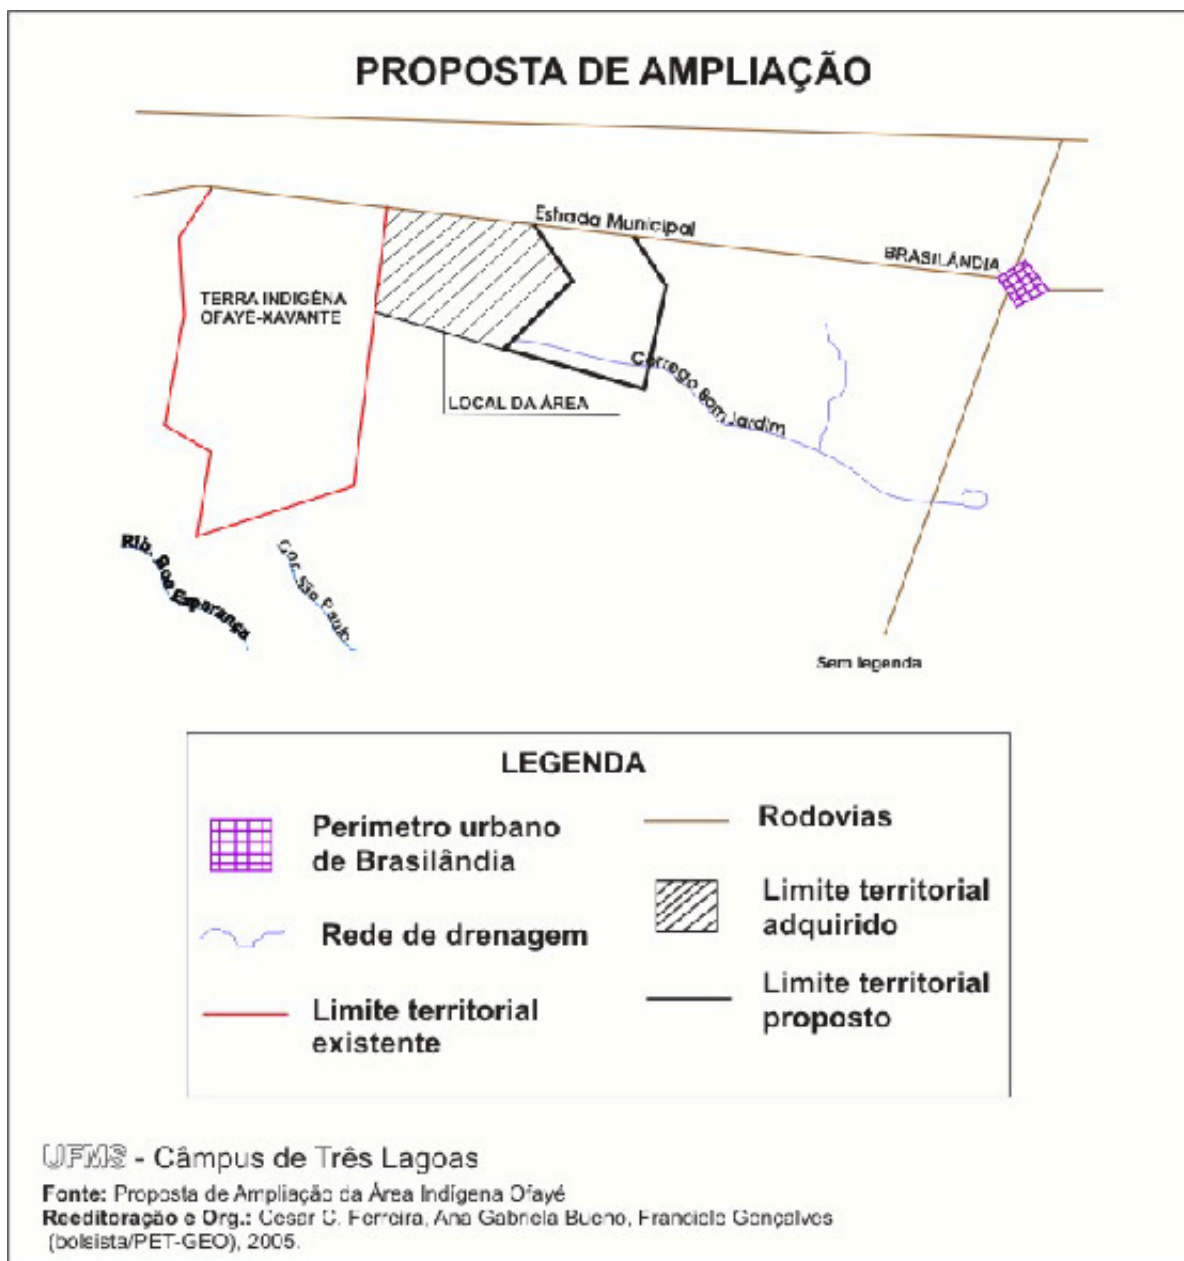 PROPOSTA DE AMPLIAÇÃO
Estrada Municipal
BRASILÂNDIA
TERRA INDIGÊNA
OFAYÉ-XAVANTE
LOCAL DA ÁREA
Córrego Bom Jardim
Rib. Boa Esperança
Cór. São Paulo
Sem legenda
LEGENDA
Perimetro urbano
de Brasilândia
Rodovias
Limite territorial
adquirido
Rede de drenagem
Limite territorial
proposto
Limite territorial
existente
UFMS - Câmpus de Três Lagoas
Fonte: Proposta de Ampliação da Área Indígena Ofayé
Reeditoração e Org.: Cesar C. Ferreira, Ana Gabriela Bueno, Franciele Gonçalves
(bolsista/PET-GEO), 2005.